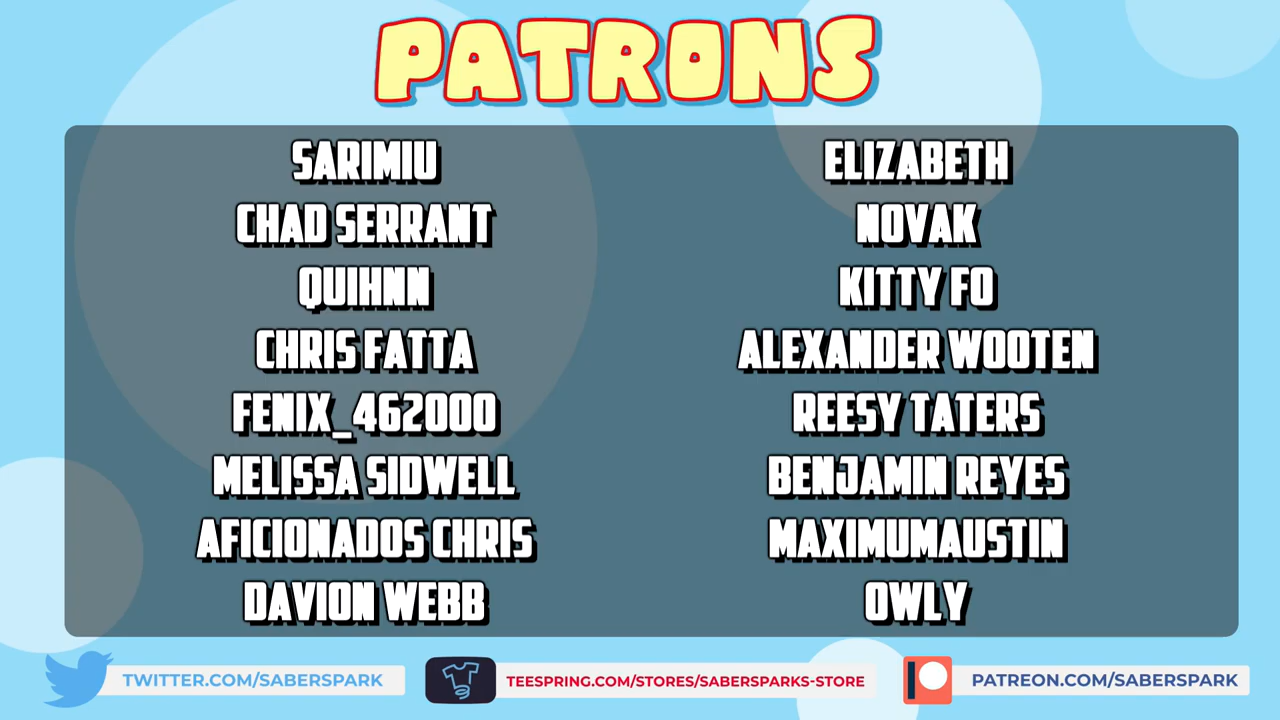 PATRONS
SARIMIU
CHAD SERRANT
QUIHNN
CHRIS FATTA
FENIX_462000
MELISSA SIDWELL
AFICIONADOS CHRIS
DAVION WEBB
ELIZABETH
NOVAK
KITTY FO
ALEXANDER WOOTEN
REESY TATERS
BENJAMIN REYES
MAXIMUMAUSTIN
OWLY
TWITTER.COM/SABERSPARK
TEESPRING.COM/STORES/SABERSPARKS-STORE
PATREON.COM/SABERSPARK